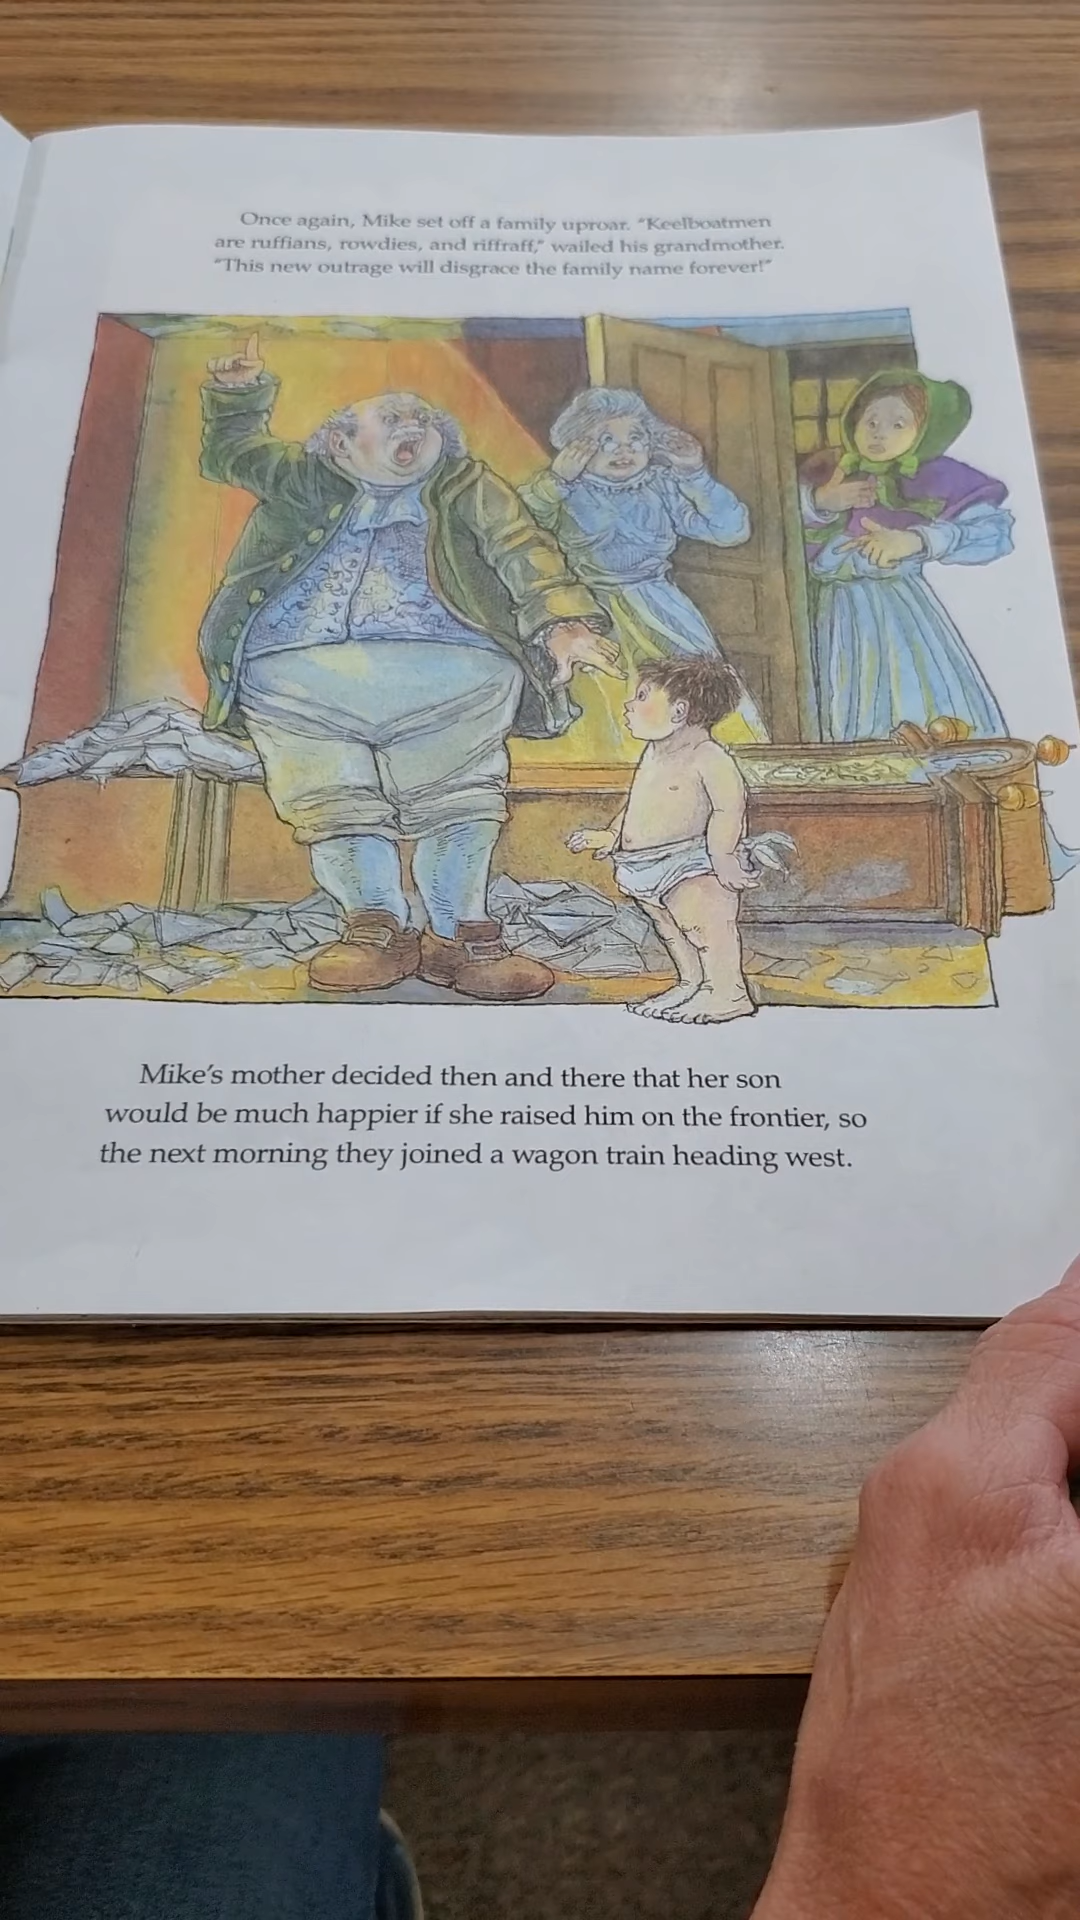 Once again, Mike set off a family uproar. "Keelboatmen
are ruffians, rowdies, and riffraff," wailed his grandmother.
"This new outrage will disgrace the family name forever!"
Mike's mother decided then and there that her son
would be much happier if she raised him on the frontier, so
the next morning they joined a wagon train heading west.